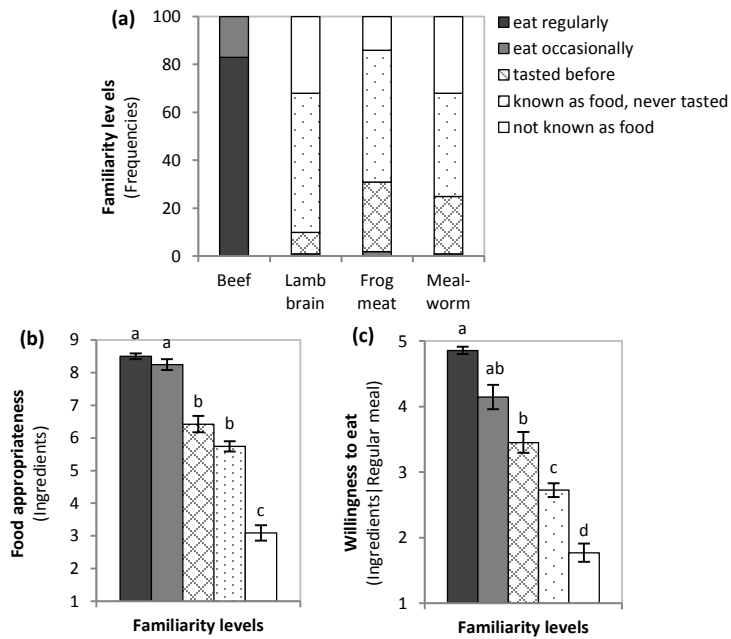 (a)
Familiarity lev els
(Frequencies)
100
80
60
40
20
0
Beef
Lamb brain
Frog meat
Meal-worm
eat regularly
eat occasionally
tasted before
known as food, never tasted
not known as food
(b)
Food appropriateness
(Ingredients)
9
8
7
6
5
4
3
2
1
a
a
b
b
c
Familiarity levels
(c)
Willingness to eat
(Ingredients|Regular meal)
5
4
3
2
1
a
ab
b
c
d
Familiarity levels